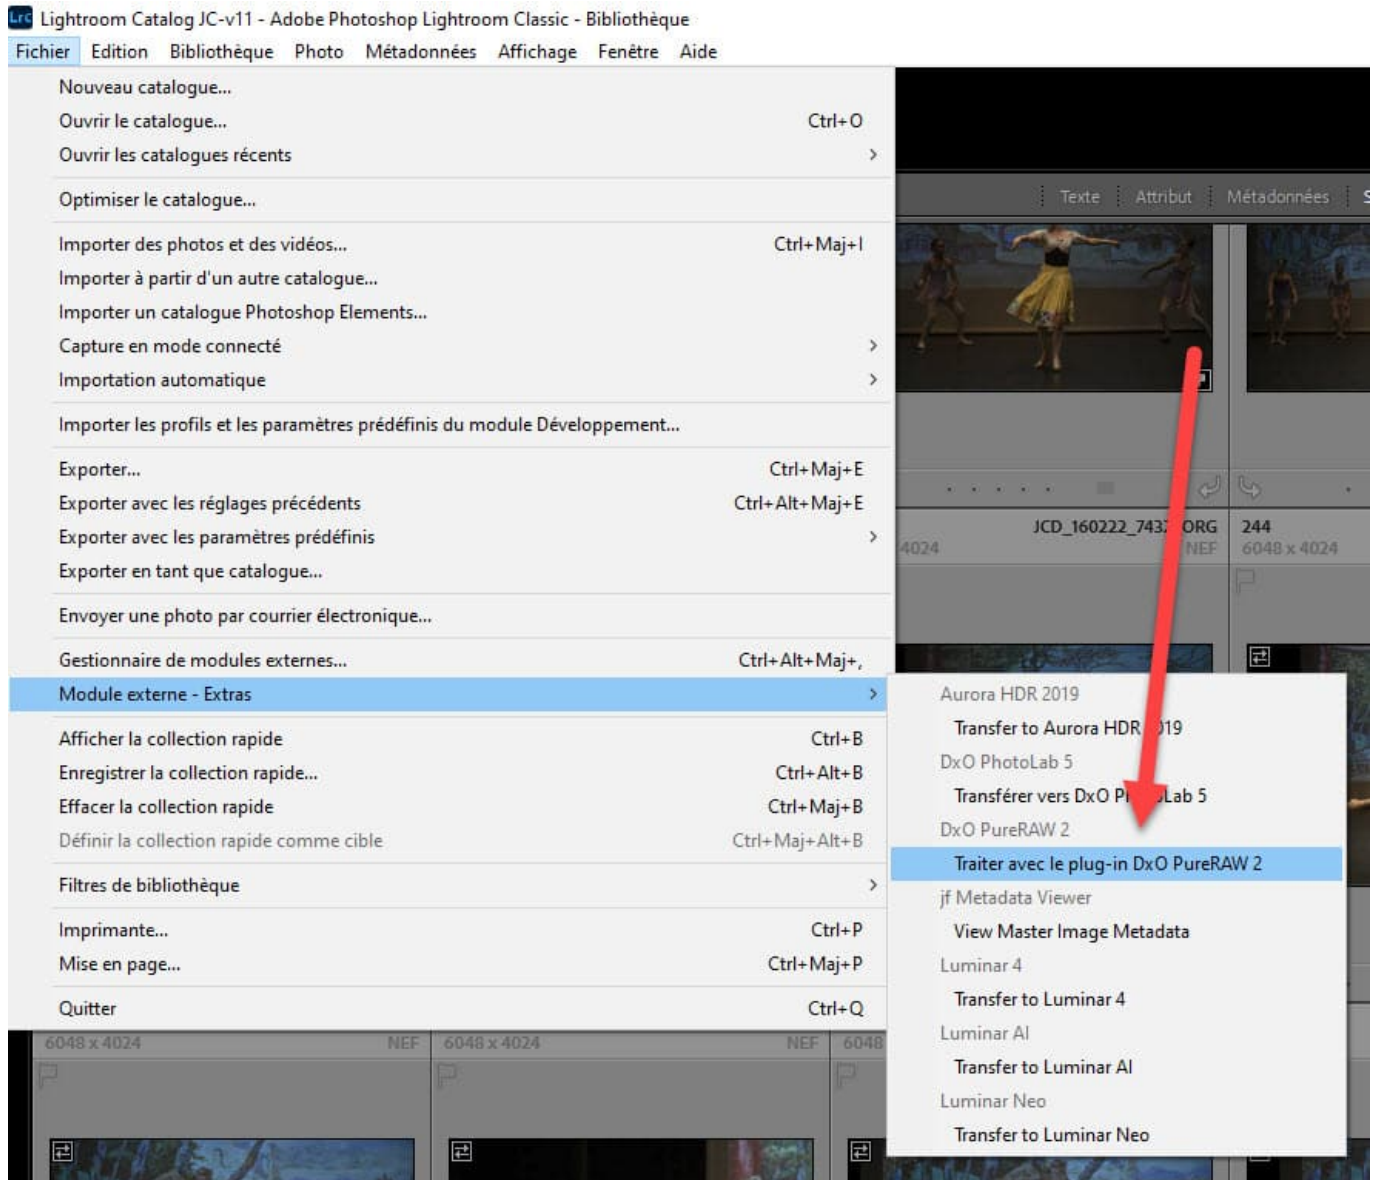 Lrc Lightroom Catalog JC-v11 - Adobe Photoshop Lightroom Classic - Bibliothèque
Fichier Edition Bibliothèque Photo Métadonnées Affichage Fenêtre Aide
Nouveau catalogue...
Ouvrir le catalogue... Ctrl+O
Ouvrir les catalogues récents
Optimiser le catalogue...
Texte Attribut Métadonnées
Importer des photos et des vidéos... Ctrl+Maj+I
Importer à partir d'un autre catalogue...
Importer un catalogue Photoshop Elements...
Capture en mode connecté
Importation automatique
Importer les profils et les paramètres prédéfinis du module Développement...
Exporter... Ctrl+Maj+E
Exporter avec les réglages précédents Ctrl+Alt+Maj+E
Exporter avec les paramètres prédéfinis
Exporter en tant que catalogue...
JCD_160222_743 ORG 244
4024 NEF 6048 x 4024
Envoyer une photo par courrier électronique...
Gestionnaire de modules externes... Ctrl+Alt+Maj+,
Module externe - Extras
Afficher la collection rapide Ctrl+B
Enregistrer la collection rapide... Ctrl+Alt+B
Effacer la collection rapide Ctrl+Maj+B
Définir la collection rapide comme cible Ctrl+Maj+Alt+B
Filtres de bibliothèque
Imprimante... Ctrl+P
Mise en page... Ctrl+Maj+P
Quitter Ctrl+Q
Aurora HDR 2019
Transfer to Aurora HDR 2019
DxO PhotoLab 5
Transférer vers DxO PhotoLab 5
DxO PureRAW 2
Traiter avec le plug-in DxO PureRAW 2
jf Metadata Viewer
View Master Image Metadata
Luminar 4
Transfer to Luminar 4
Luminar AI
Transfer to Luminar AI
Luminar Neo
Transfer to Luminar Neo
6048 x 4024 NEF 6048 x 4024 NEF 6048